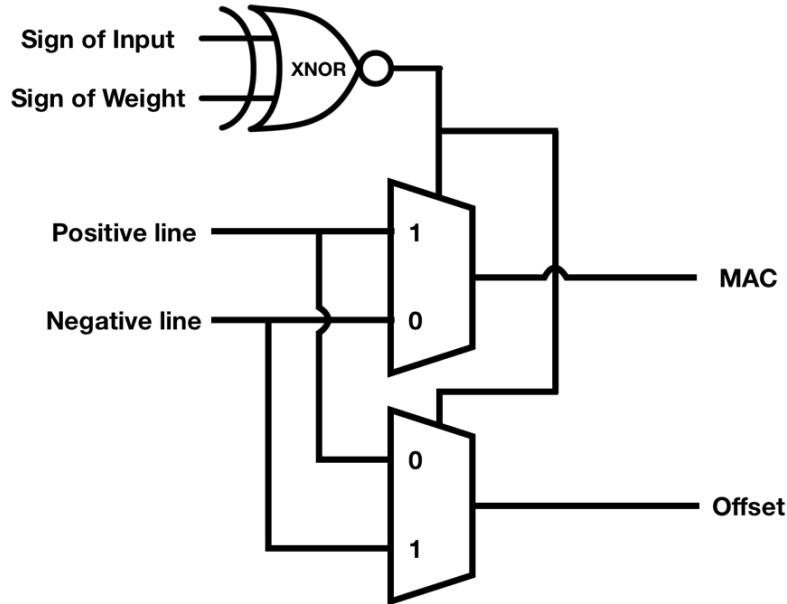 Sign of Input
XNOR
Sign of Weight
Positive line
1
MAC
Negative line
0
0
Offset
1